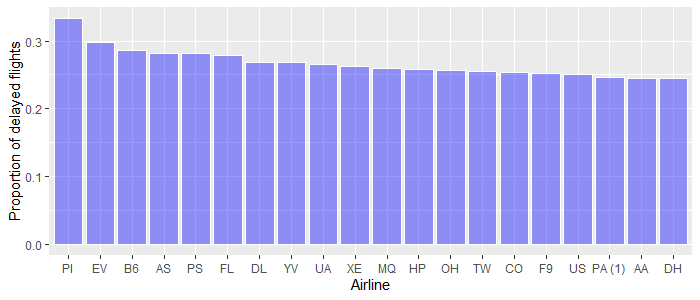 Proportion of delayed flights
0.3
0.2
0.1
0.0
PI EV B6 AS PS FL DL YV UA XE MQ HP OH TW CO F9 US PA (1) AA DH
Airline